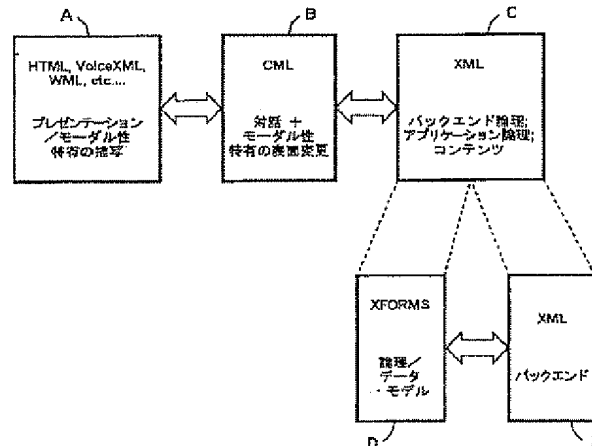 A
B
C
HTML, VoiceXML,
WML, etc....
プレゼンテーション
／モーダル性
特有の描写
CML
対話 ＋
モーダル性
特有の表面変更
XML
バックエンド論理;
アプリケーション論理;
コンテンツ
XFORMS
論理／
データ
・モデル
XML
バックエンド
D